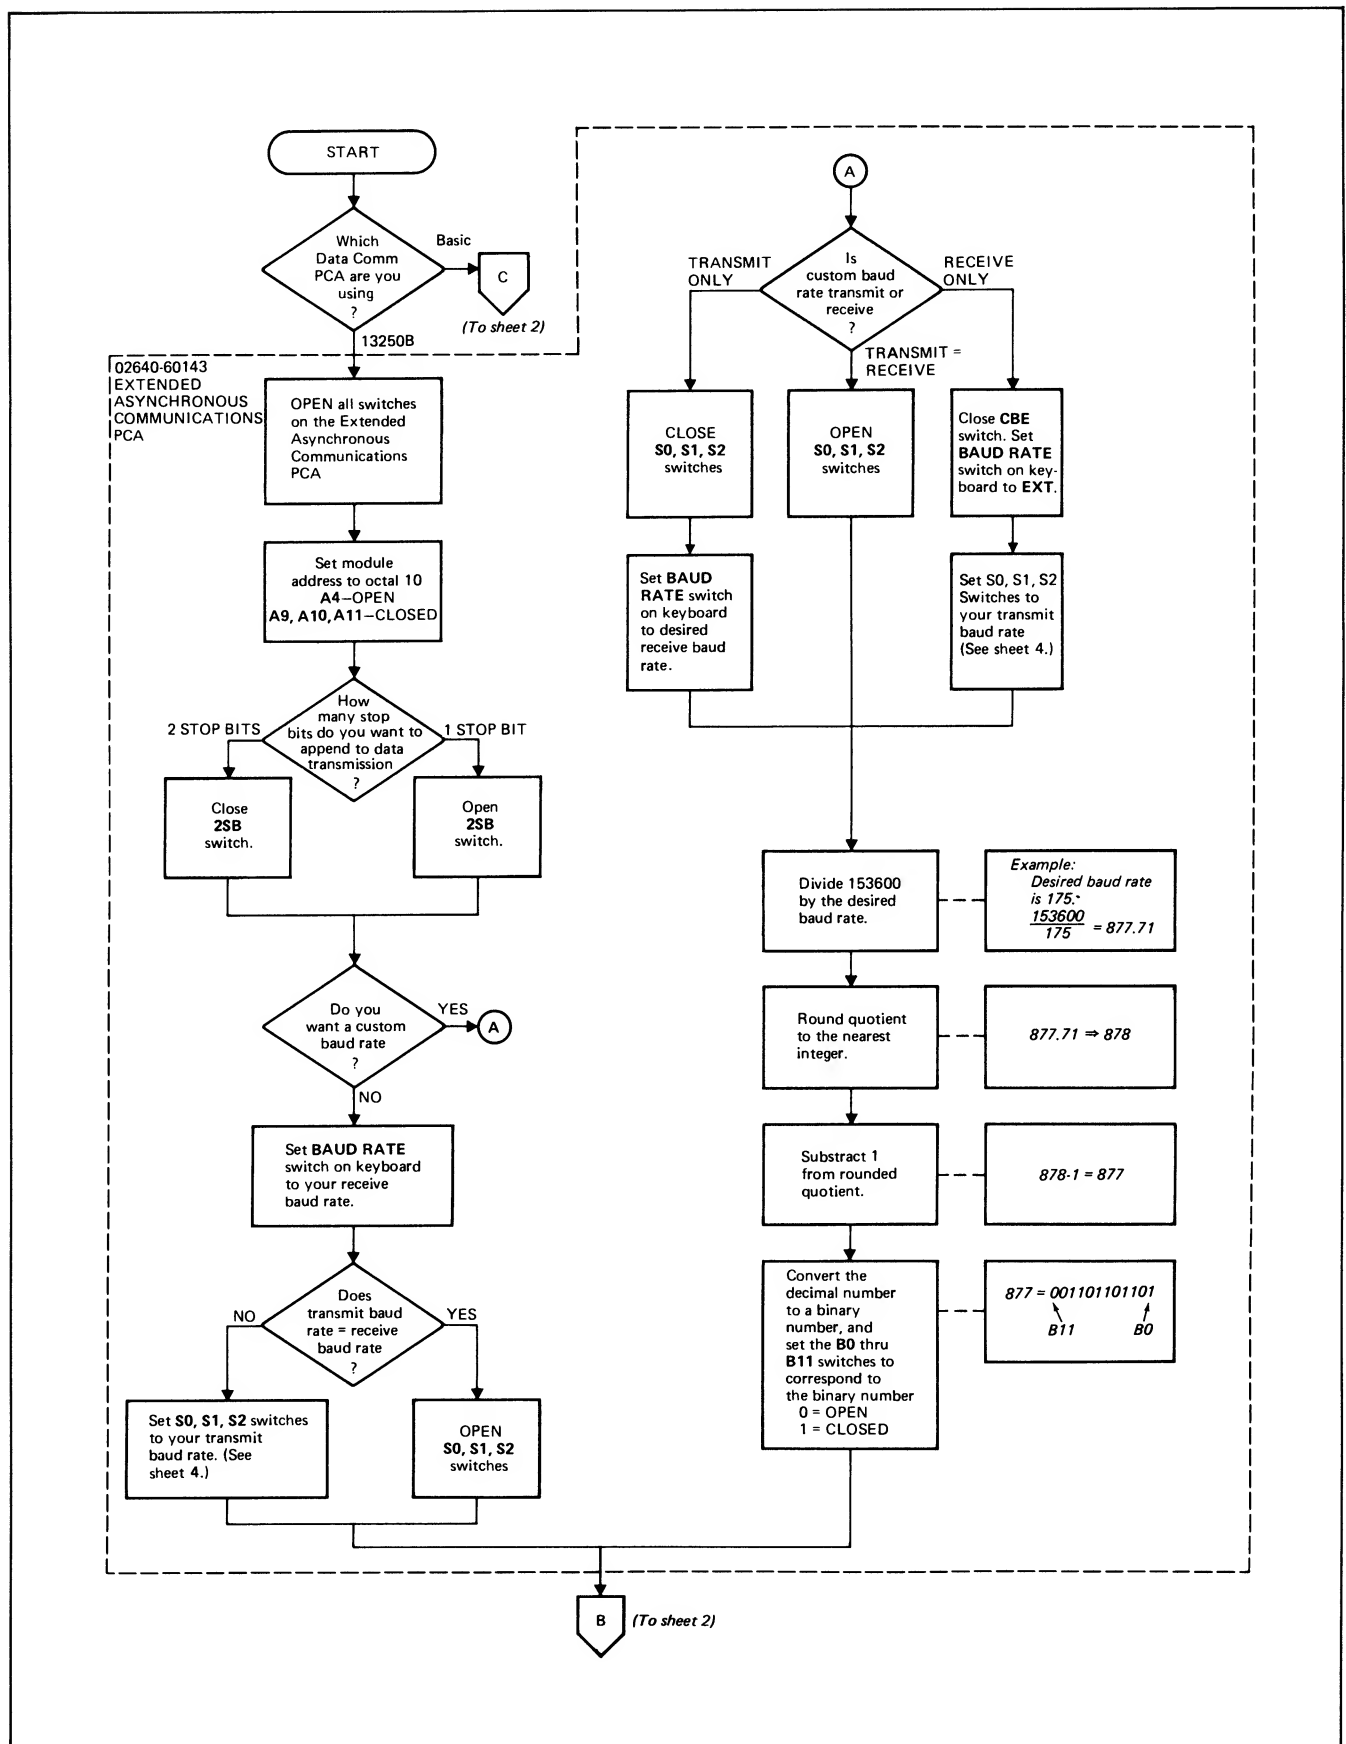 START
Which
Data Comm
PCA are you
using
?
Basic
C
(To sheet 2)
13250B
02640-60143
EXTENDED
ASYNCHRONOUS
COMMUNICATIONS
PCA
OPEN all switches
on the Extended
Asynchronous
Communications
PCA
Set module
address to octal 10
A4–OPEN
A9, A10, A11–CLOSED
How
many stop
bits do you want to
append to data
transmission
?
2 STOP BITS
1 STOP BIT
Close
2SB
switch.
Open
2SB
switch.
Do you
want a custom
baud rate
?
YES
A
NO
Set BAUD RATE
switch on keyboard
to your receive
baud rate.
Does
transmit baud
rate = receive
baud rate
?
NO
YES
Set S0, S1, S2 switches
to your transmit
baud rate. (See
sheet 4.)
OPEN
S0, S1, S2
switches
A
Is
custom baud
rate transmit or
receive
?
TRANSMIT
ONLY
RECEIVE
ONLY
TRANSMIT =
RECEIVE
CLOSE
S0, S1, S2
switches
OPEN
S0, S1, S2
switches
Close CBE
switch. Set
BAUD RATE
switch on key-
board to EXT.
Set BAUD
RATE switch
on keyboard
to desired
receive baud
rate.
Set S0, S1, S2
Switches to
your transmit
baud rate
(See sheet 4.)
Divide 153600
by the desired
baud rate.
Example:
Desired baud rate
is 175.
153600
175
= 877.71
Round quotient
to the nearest
integer.
877.71 ⇒ 878
Substract 1
from rounded
quotient.
878-1 = 877
Convert the
decimal number
to a binary
number, and
set the B0 thru
B11 switches to
correspond to
the binary number
0 = OPEN
1 = CLOSED
877 = 001101101101
B11
B0
B
(To sheet 2)